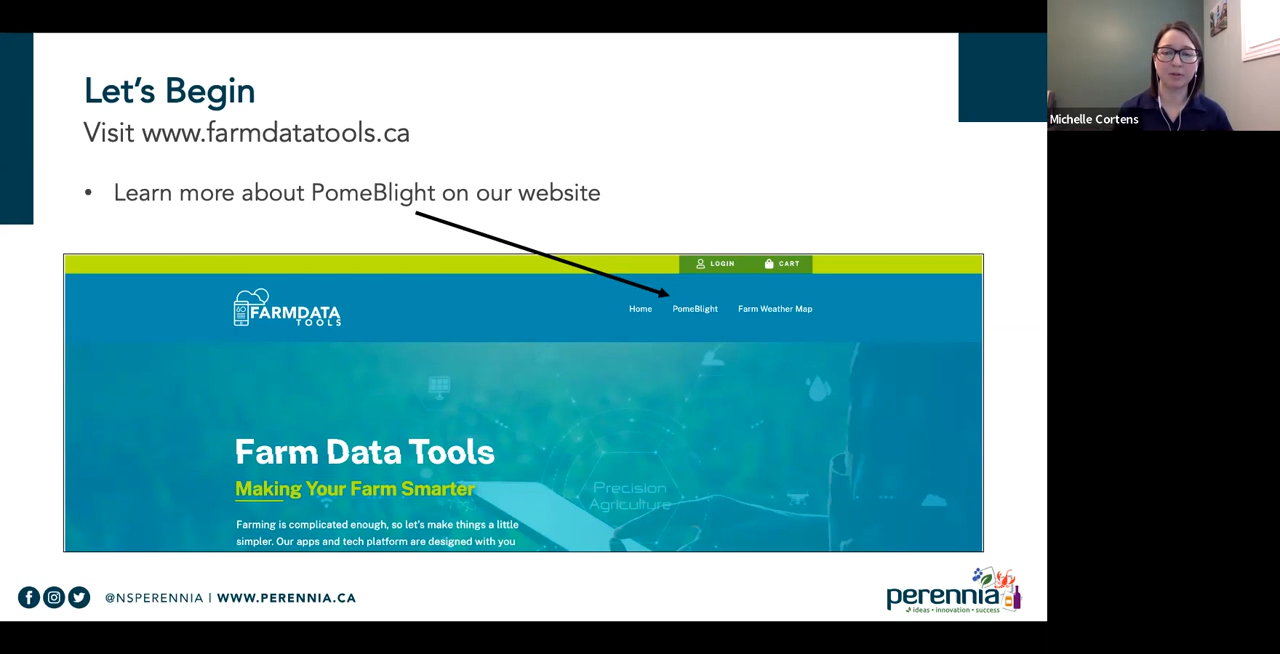 Let's Begin
Visit www.farmdatatools.ca
• Learn more about PomeBlight on our website
LOGIN CART
FARMDATA
TOOLS
Home PomeBlight Farm Weather Map
Farm Data Tools
Making Your Farm Smarter
Precision
Agriculture
Farming is complicated enough, so let's make things a little
simpler. Our apps and tech platform are designed with you
@NSPERENNIA | WWW.PERENNIA.CA
perennia
ideas • innovation • success
Michelle Cortens